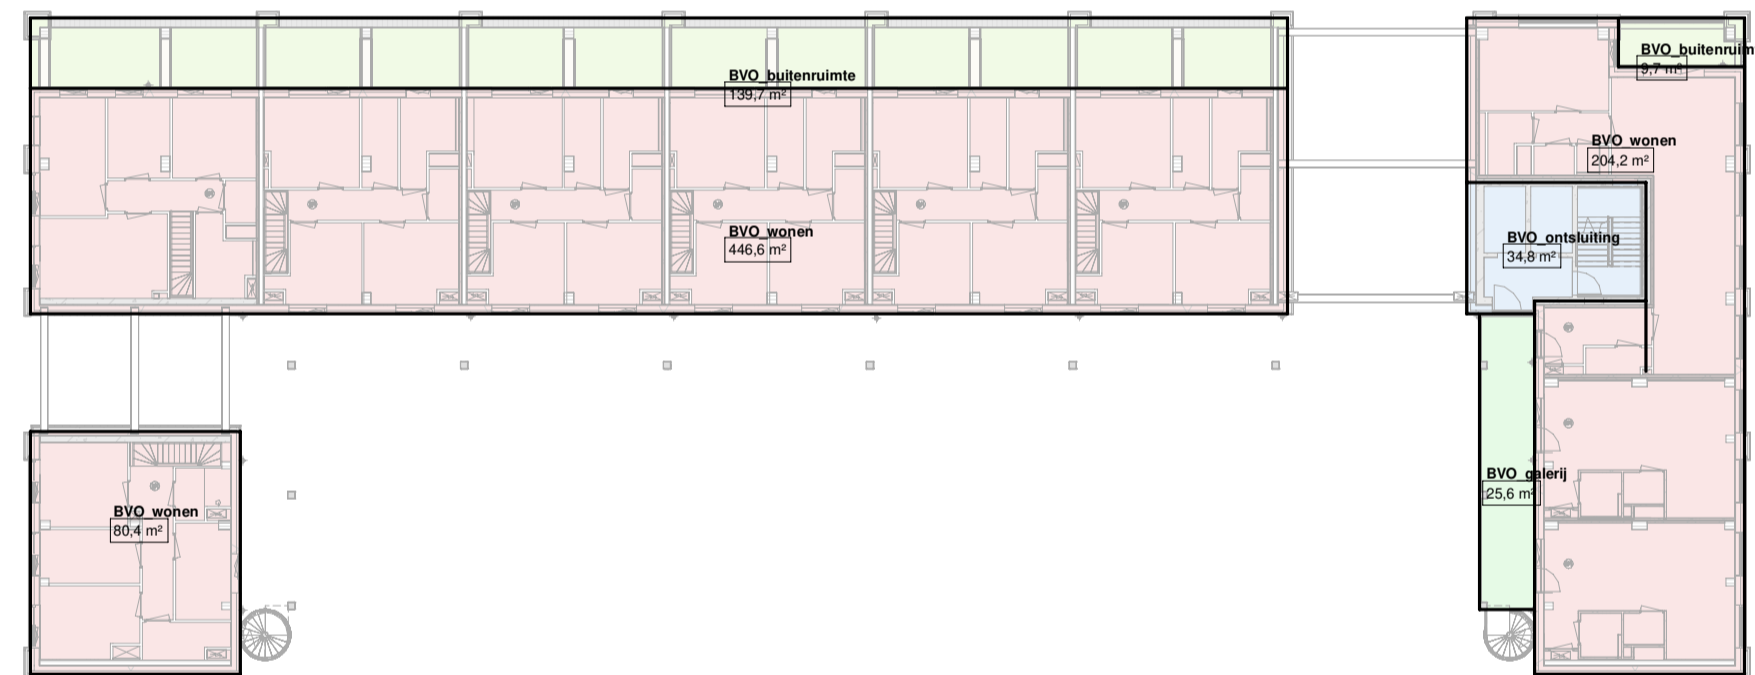 BVO_buitenruimte
139,7 m²
BVO_wonen
446,6 m²
BVO_buitenruim
9,7 m²
BVO_wonen
204,2 m²
BVO_ontsluiting
34,8 m²
BVO_galerij
25,6 m²
BVO_wonen
80,4 m²